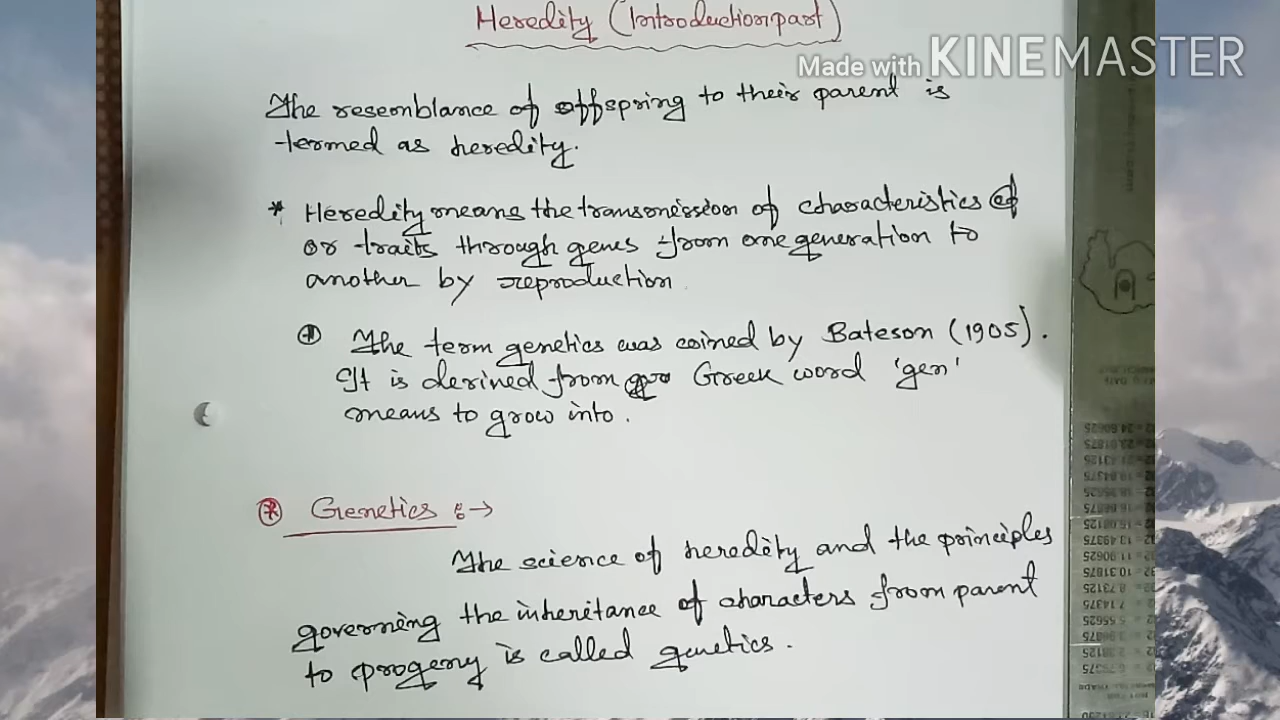 Heredity (Introduction part)
Made with KINEMASTER
The resemblance of offspring to their parent is
termed as heredity.
* Heredity means the transmission of characteristics
or traits through genes from one generation to
another by reproduction
* The term genetics was coined by Bateson (1905).
It is derived from Greek word 'gen'
means to grow into.
* Genetics :→
The science of heredity and the principles
governing the inheritance of characters from parent
to progeny is called genetics.